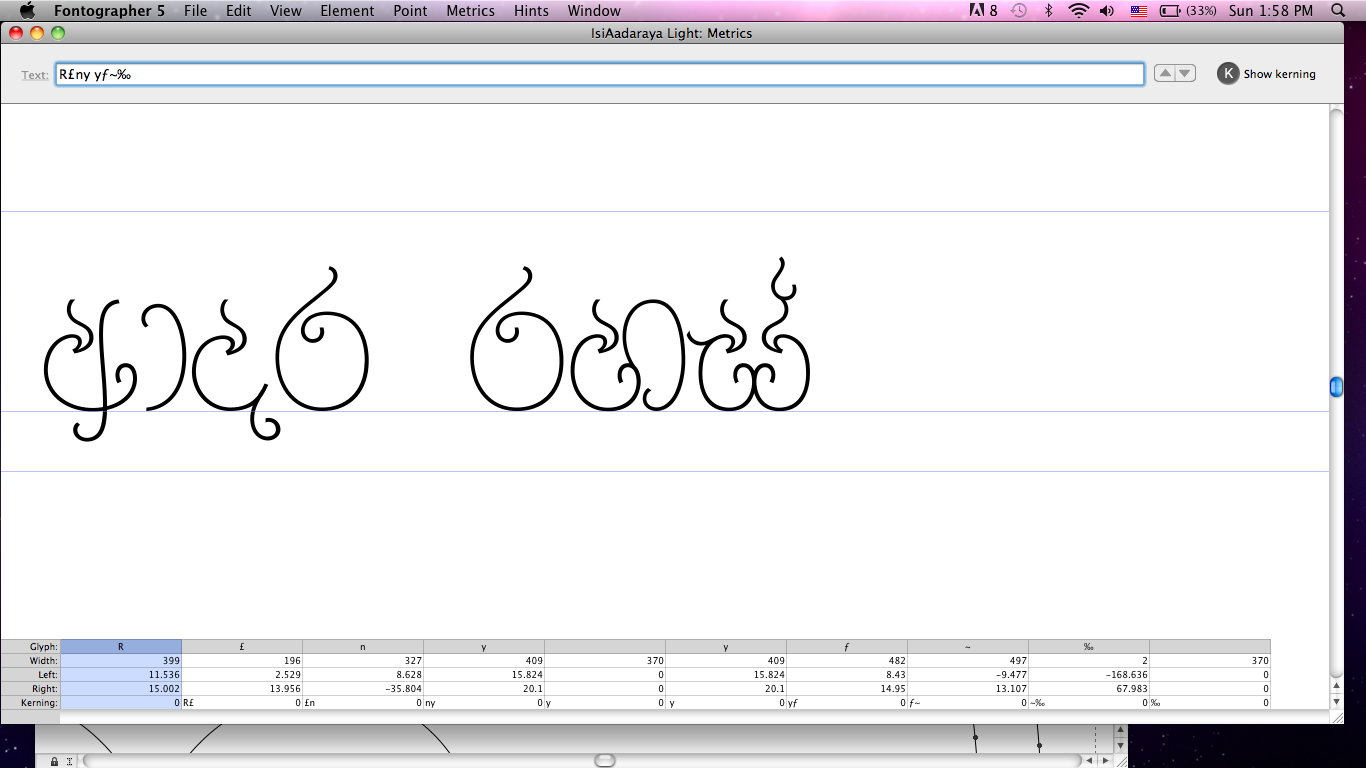 Fontographer 5 File Edit View Element Point Metrics Hints Window 8 (33%) Sun 1:58 PM
IsiAadaraya Light: Metrics
Text: R£ny yƒ~‰ K Show kerning
ආදර රහස්
Glyph: R £ n y y ƒ ~ ‰
Width: 399 196 327 409 370 409 482 497 2 370
Left: 11.536 2.529 8.628 15.824 0 15.824 8.43 -9.477 -168.636 0
Right: 15.002 13.956 -35.804 20.1 0 20.1 14.95 13.107 67.983 0
Kerning: 0 R£ 0 £n 0 ny 0 y 0 y 0 yƒ 0 ƒ~ 0 ~‰ 0 ‰ 0